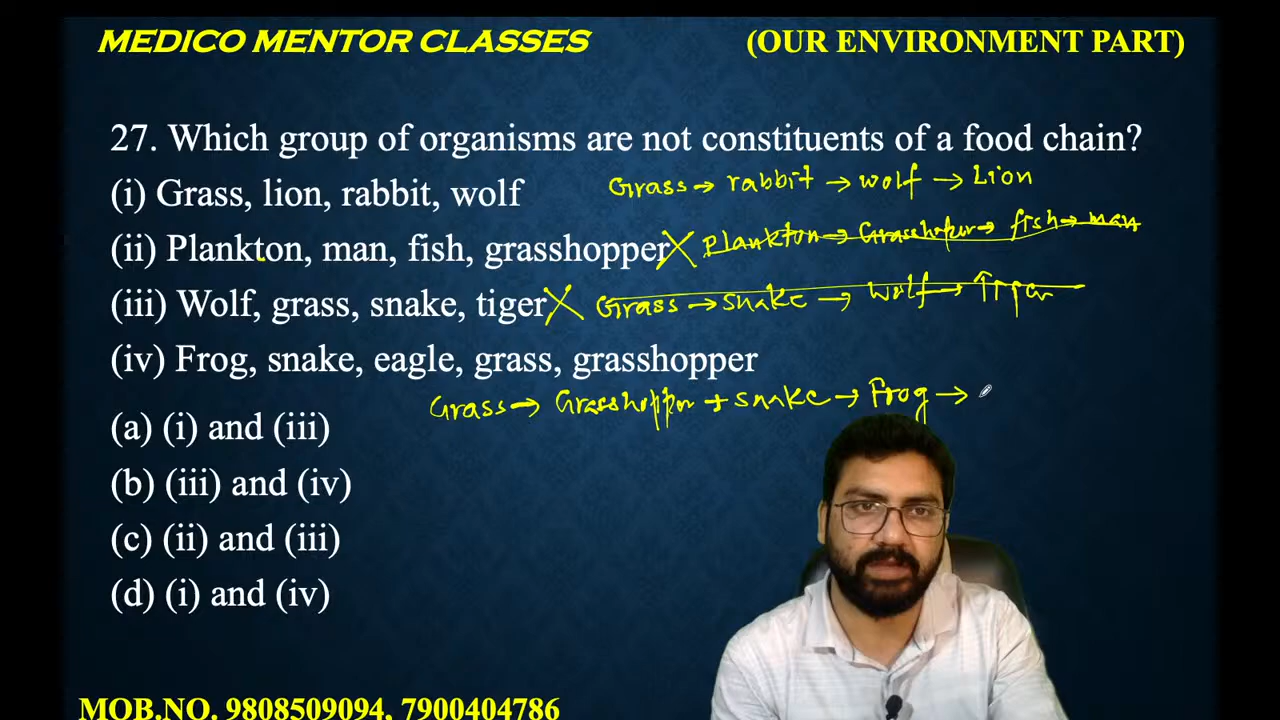 MEDICO MENTOR CLASSES (OUR ENVIRONMENT PART)
27. Which group of organisms are not constituents of a food chain?
(i) Grass, lion, rabbit, wolf Grass → rabbit → wolf → Lion
(ii) Plankton, man, fish, grasshopper X Plankton → Grasshoper → fish → man
(iii) Wolf, grass, snake, tiger X Grass → snake → Wolf → Tiger
(iv) Frog, snake, eagle, grass, grasshopper
Grass → Grasshopper → snake → Frog →
(a) (i) and (iii)
(b) (iii) and (iv)
(c) (ii) and (iii)
(d) (i) and (iv)
MOB.NO. 9808509094, 7900404786